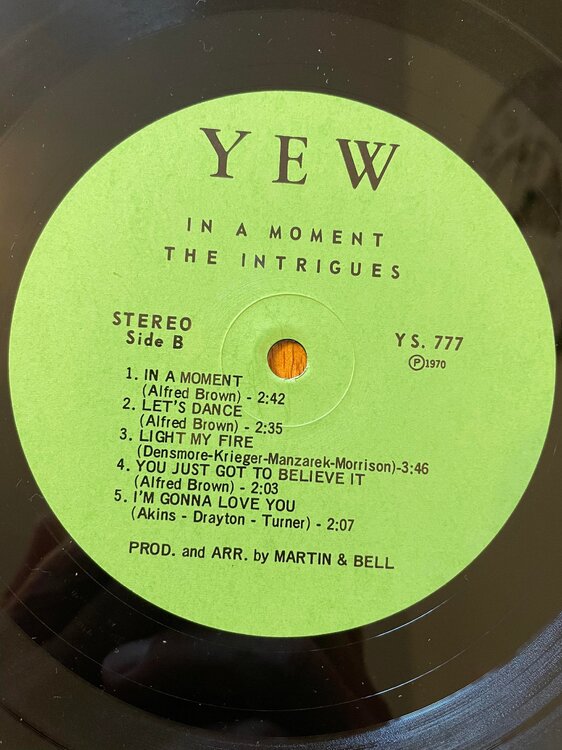 YEW
IN A MOMENT
THE INTRIGUES
STEREO
Side B
YS. 777
Ⓟ1970
1. IN A MOMENT
(Alfred Brown) - 2:42
2. LET'S DANCE
(Alfred Brown) - 2:35
3. LIGHT MY FIRE
(Densmore-Krieger-Manzarek-Morrison)-3:46
4. YOU JUST GOT TO BELIEVE IT
(Alfred Brown) - 2:03
5. I'M GONNA LOVE YOU
(Akins - Drayton - Turner) - 2:07
PROD. and ARR. by MARTIN & BELL